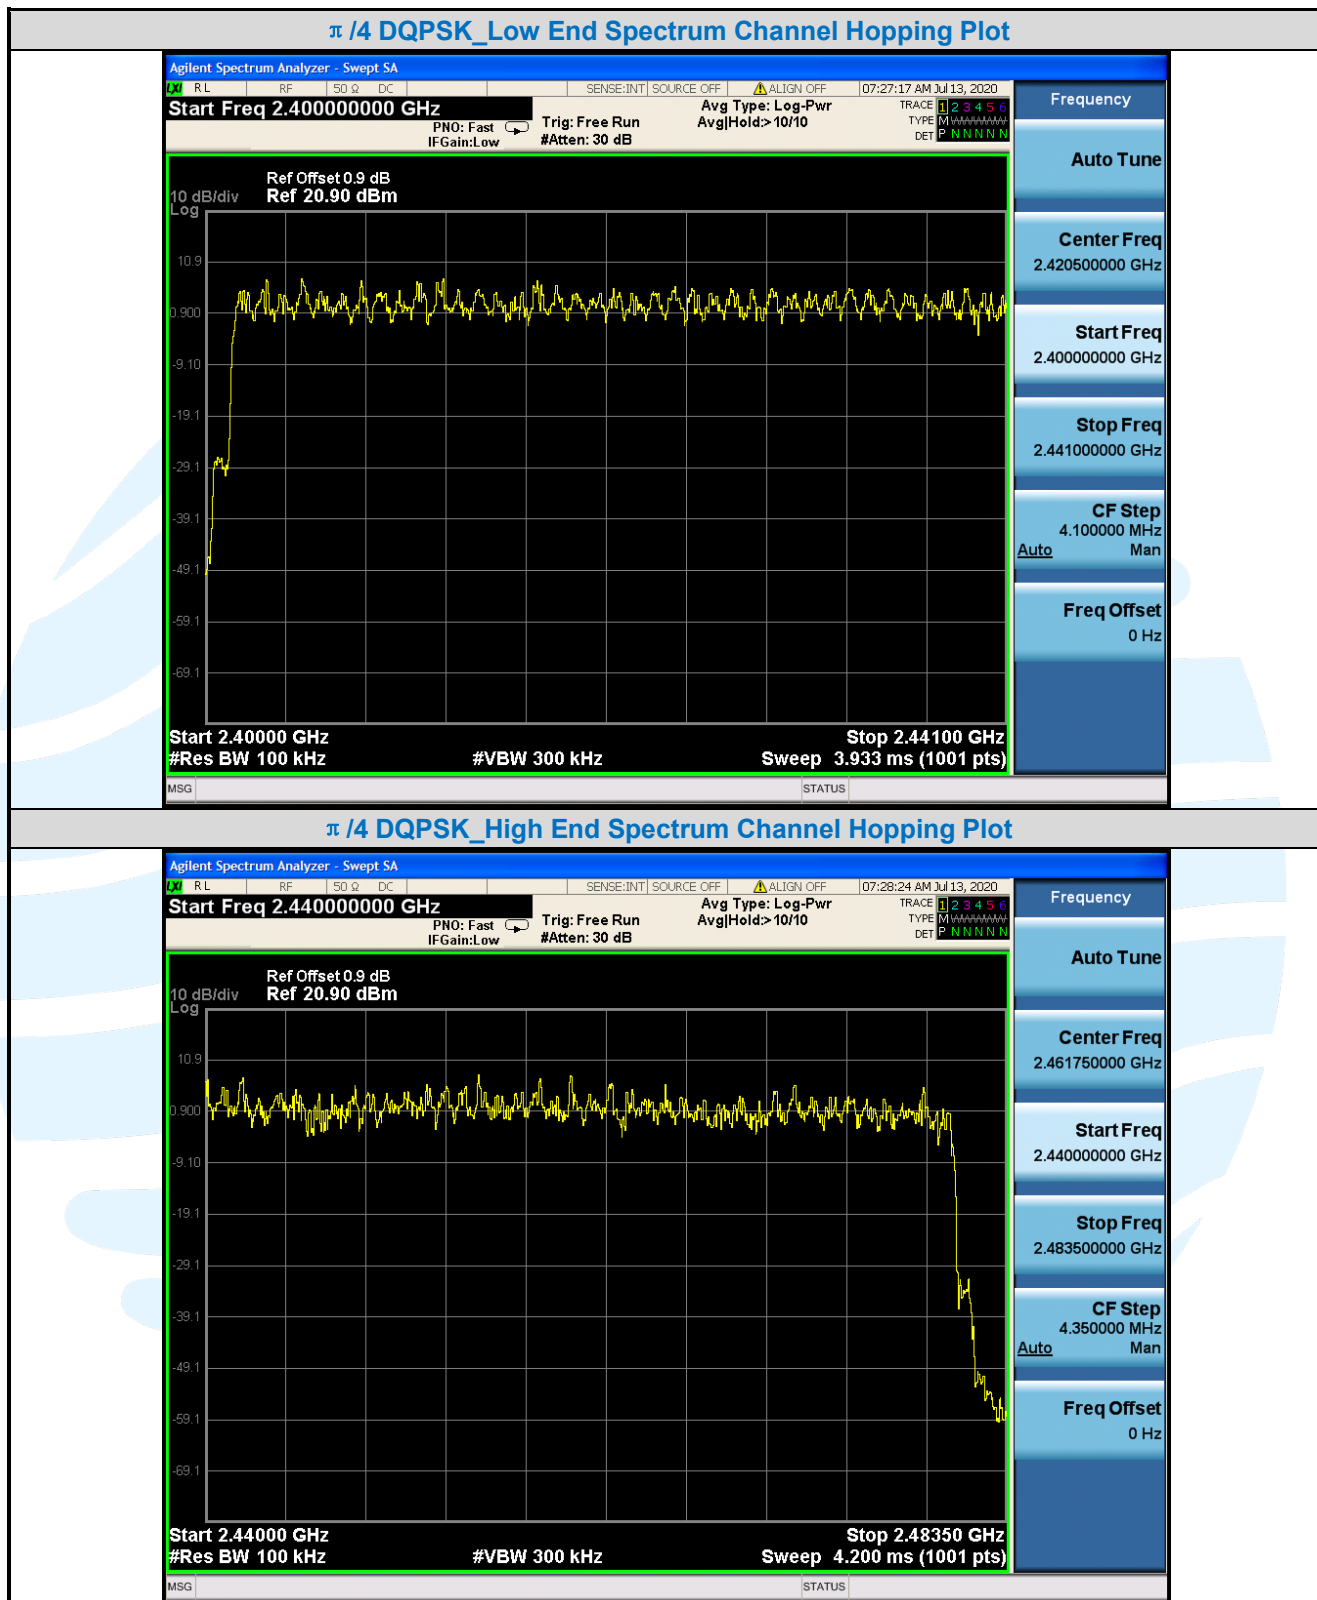 π /4 DQPSK_Low End Spectrum Channel Hopping Plot
Agilent Spectrum Analyzer - Swept SA
LXI RL RF 50 Ω DC SENSE:INT SOURCE OFF ALIGN OFF 07:27:17 AM Jul 13, 2020
Start Freq 2.400000000 GHz
PNO: Fast
IFGain:Low
Trig: Free Run
#Atten: 30 dB
Avg Type: Log-Pwr
Avg|Hold:>10/10
TRACE 1 2 3 4 5 6
TYPE M
DET P N N N N N
Ref Offset 0.9 dB
10 dB/div Ref 20.90 dBm
Log
10.9
0.900
-9.10
-19.1
-29.1
-39.1
-49.1
-59.1
-69.1
Start 2.40000 GHz Stop 2.44100 GHz
#Res BW 100 kHz #VBW 300 kHz Sweep 3.933 ms (1001 pts)
MSG STATUS
Frequency
Auto Tune
Center Freq
2.420500000 GHz
Start Freq
2.400000000 GHz
Stop Freq
2.441000000 GHz
CF Step
4.100000 MHz
Auto Man
Freq Offset
0 Hz
π /4 DQPSK_High End Spectrum Channel Hopping Plot
Agilent Spectrum Analyzer - Swept SA
LXI RL RF 50 Ω DC SENSE:INT SOURCE OFF ALIGN OFF 07:28:24 AM Jul 13, 2020
Start Freq 2.440000000 GHz
PNO: Fast
IFGain:Low
Trig: Free Run
#Atten: 30 dB
Avg Type: Log-Pwr
Avg|Hold:>10/10
TRACE 1 2 3 4 5 6
TYPE M
DET P N N N N N
Ref Offset 0.9 dB
10 dB/div Ref 20.90 dBm
Log
10.9
0.900
-9.10
-19.1
-29.1
-39.1
-49.1
-59.1
-69.1
Start 2.44000 GHz Stop 2.48350 GHz
#Res BW 100 kHz #VBW 300 kHz Sweep 4.200 ms (1001 pts)
MSG STATUS
Frequency
Auto Tune
Center Freq
2.461750000 GHz
Start Freq
2.440000000 GHz
Stop Freq
2.483500000 GHz
CF Step
4.350000 MHz
Auto Man
Freq Offset
0 Hz